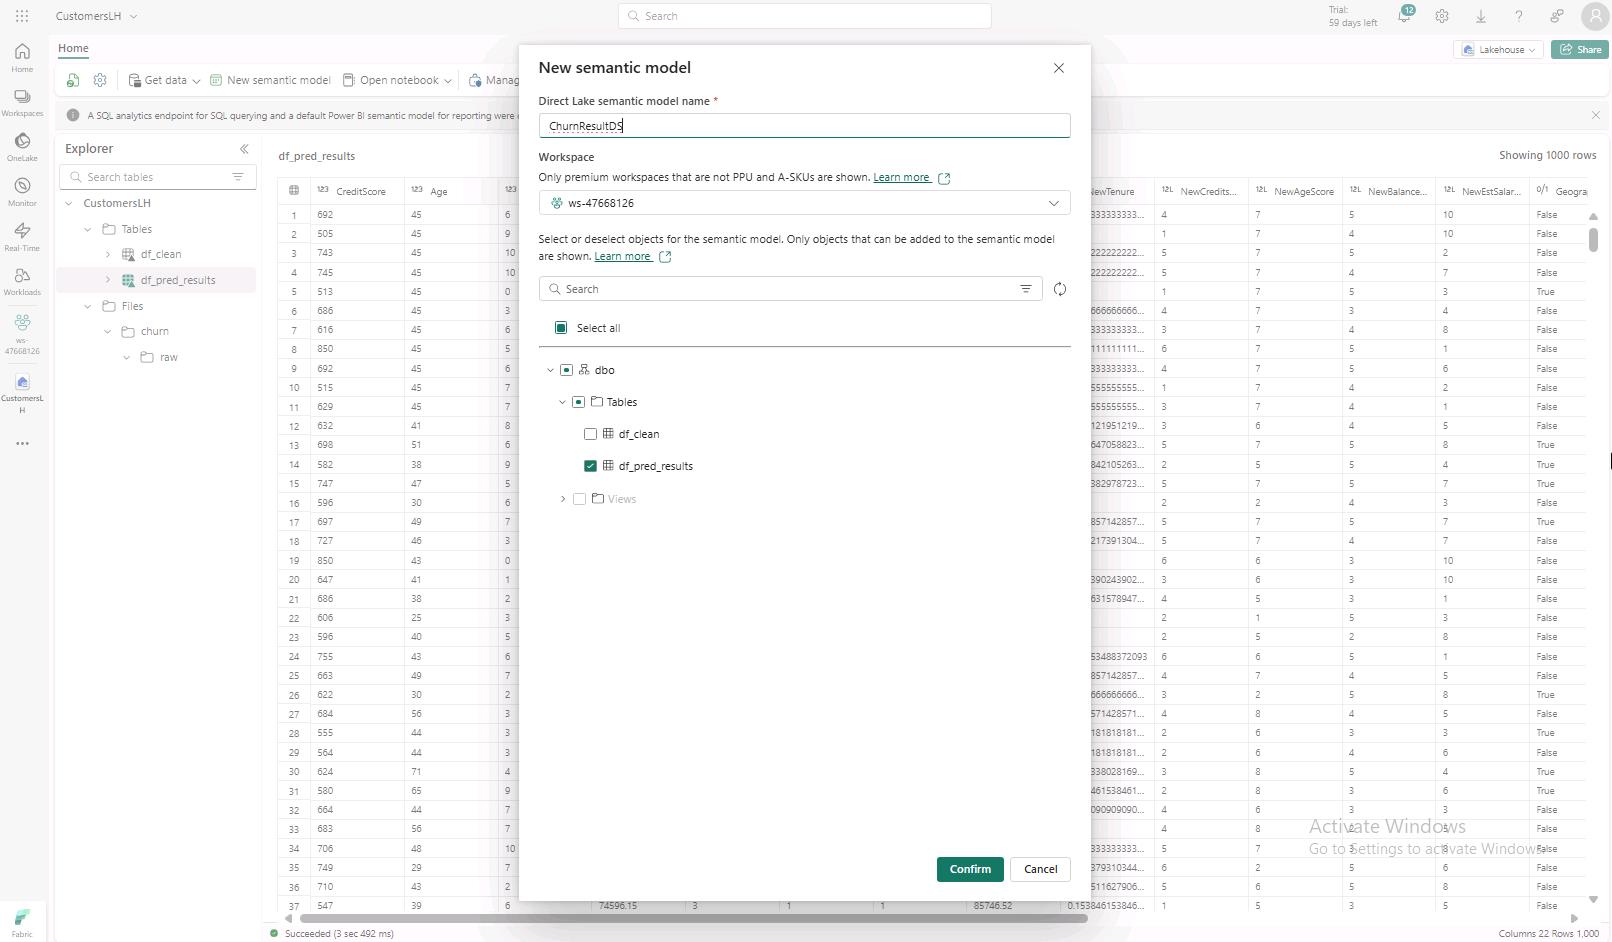 CustomersLH
Search
Trial:
59 days left
12
Home
Lakehouse
Share
Get data
New semantic model
Open notebook
Manag
A SQL analytics endpoint for SQL querying and a default Power BI semantic model for reporting were
Home
Workspaces
OneLake
Monitor
Real-Time
Workloads
ws-
47668126
CustomersL
H
Fabric
Explorer
Search tables
CustomersLH
Tables
df_clean
df_pred_results
Files
churn
raw
New semantic model
Direct Lake semantic model name *
ChurnResultDS
Workspace
Only premium workspaces that are not PPU and A-SKUs are shown. Learn more
ws-47668126
Select or deselect objects for the semantic model. Only objects that can be added to the semantic model
are shown. Learn more
Search
Select all
dbo
Tables
df_clean
df_pred_results
Views
Confirm
Cancel
df_pred_results
Showing 1000 rows
123 CreditScore 123 Age 123 NewTenure 12L NewCredits... 12L NewAgeScore 12L NewBalance... 12L NewEstSalar... 0/1 Geogra
1 692 45 6 333333333... 4 7 5 10 False
2 505 45 9 1 7 4 10 False
3 743 45 10 222222222... 5 7 5 2 False
4 745 45 10 222222222... 5 7 4 7 False
5 513 45 0 1 7 5 3 True
6 686 45 3 666666666... 4 7 3 4 False
7 616 45 6 333333333... 3 7 4 8 False
8 850 45 5 111111111... 6 7 5 1 False
9 692 45 6 333333333... 4 7 5 6 False
10 515 45 7 555555555... 1 7 4 2 False
11 629 45 7 555555555... 3 7 4 1 False
12 632 41 8 121951219... 3 6 4 5 False
13 698 51 6 647058823... 5 7 5 8 True
14 582 38 9 842105263... 2 5 5 4 True
15 747 47 5 382978723... 5 7 5 7 True
16 596 30 6 2 2 4 3 False
17 697 49 7 857142857... 5 7 5 7 True
18 727 46 3 217391304... 5 7 4 7 False
19 850 43 0 6 6 3 10 False
20 647 41 1 390243902... 3 6 3 10 False
21 686 38 2 631578947... 4 5 3 1 False
22 606 25 3 2 1 5 3 False
23 596 40 5 2 5 2 8 False
24 755 43 6 53488372093 6 6 5 1 False
25 663 49 7 857142857... 4 7 4 5 False
26 622 30 2 666666666... 3 2 5 8 True
27 684 56 3 571428571... 4 8 4 5 False
28 555 44 3 181818181... 2 6 3 3 True
29 564 44 3 181818181... 2 6 4 6 False
30 624 71 4 338028169... 3 8 5 4 True
31 580 65 9 461538461... 2 8 3 6 True
32 664 44 7 090909090... 4 6 3 3 False
33 683 56 7 4 8 2 5 False
34 706 48 10 333333333... 5 7 3 8 False
35 749 29 7 379310344... 6 2 5 6 False
36 710 43 2 511627906... 5 6 5 8 False
37 547 39 6 74596.15 3 1 1 85746.52 0.153846153846... 1 5 3 5 False
Activate Windows
Go to Settings to activate Windows.
Succeeded (3 sec 492 ms)
Columns 22 Rows 1,000